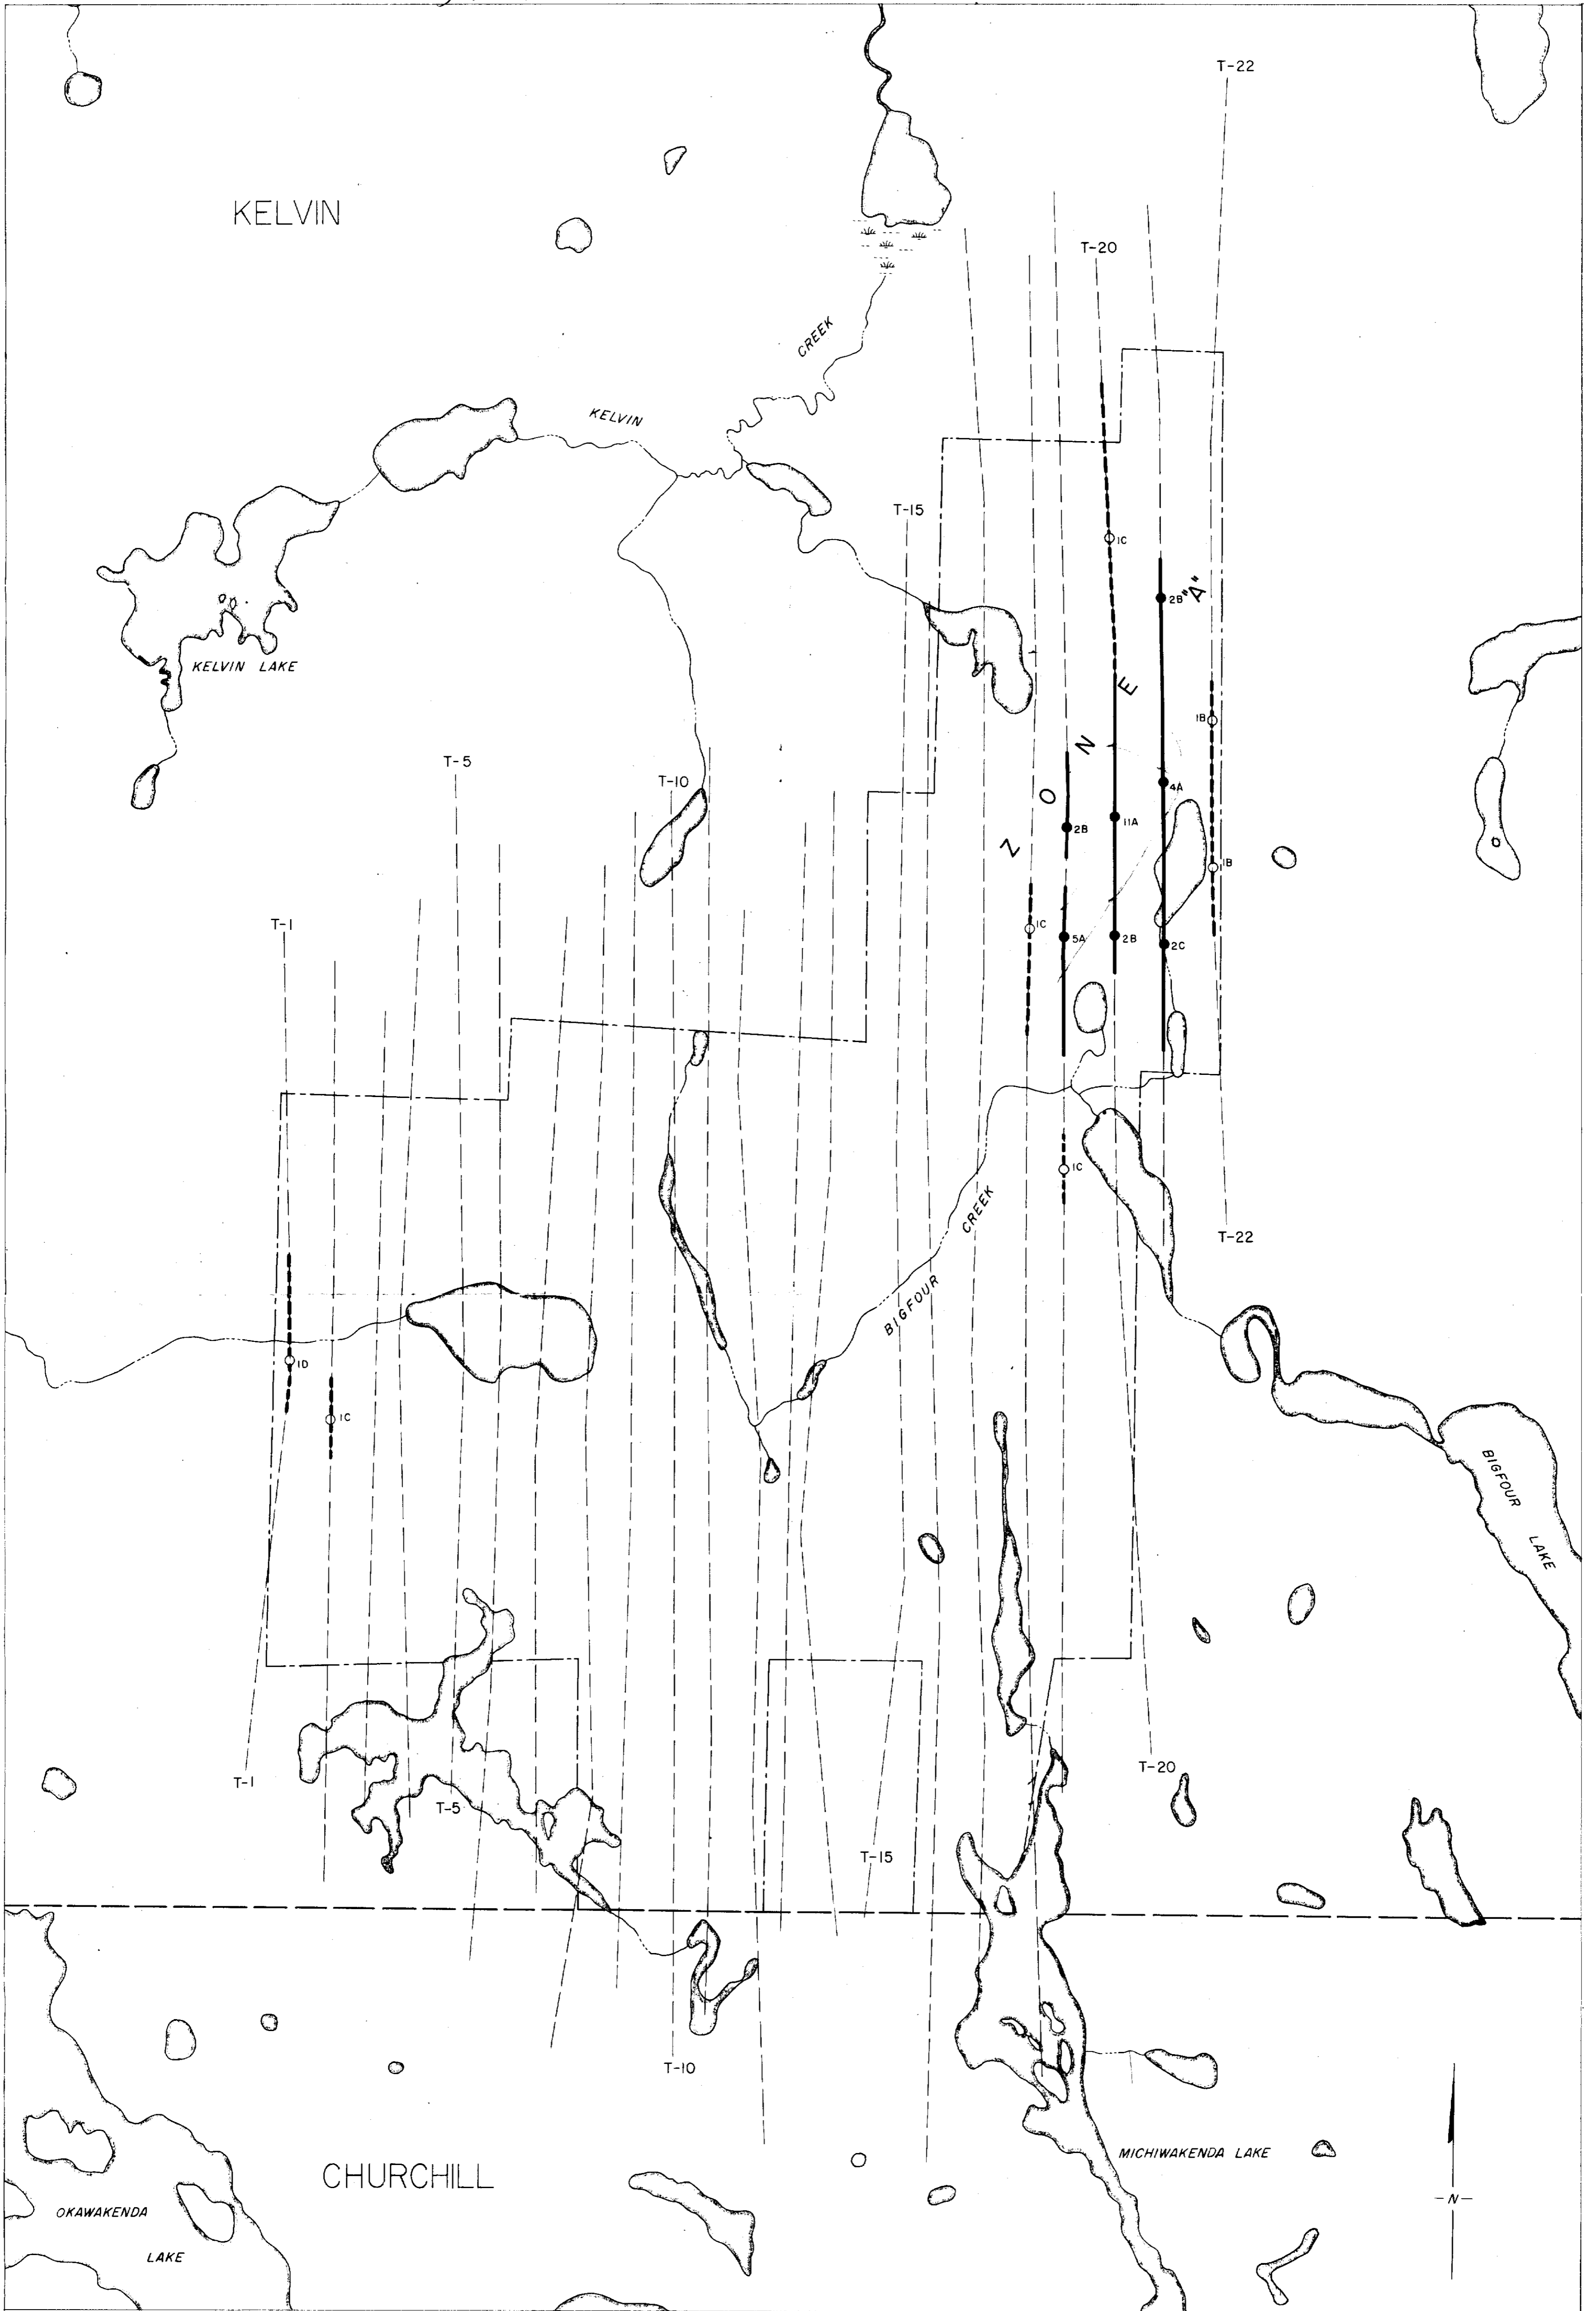 T-22
KELVIN
T-20
CREEK
KELVIN
T-15
1C
2B
"A"
KELVIN LAKE
E
1B
N
T-5
T-10
4A
O
11A
2B
Z
1B
T-1
1C
5A
2B
2C
1C
CREEK
T-22
BIGFOUR
1D
1C
BIGFOUR
LAKE
T-20
T-1
T-5
T-15
T-10
MICHIWAKENDA LAKE
CHURCHILL
-N-
OKAWAKENDA
LAKE